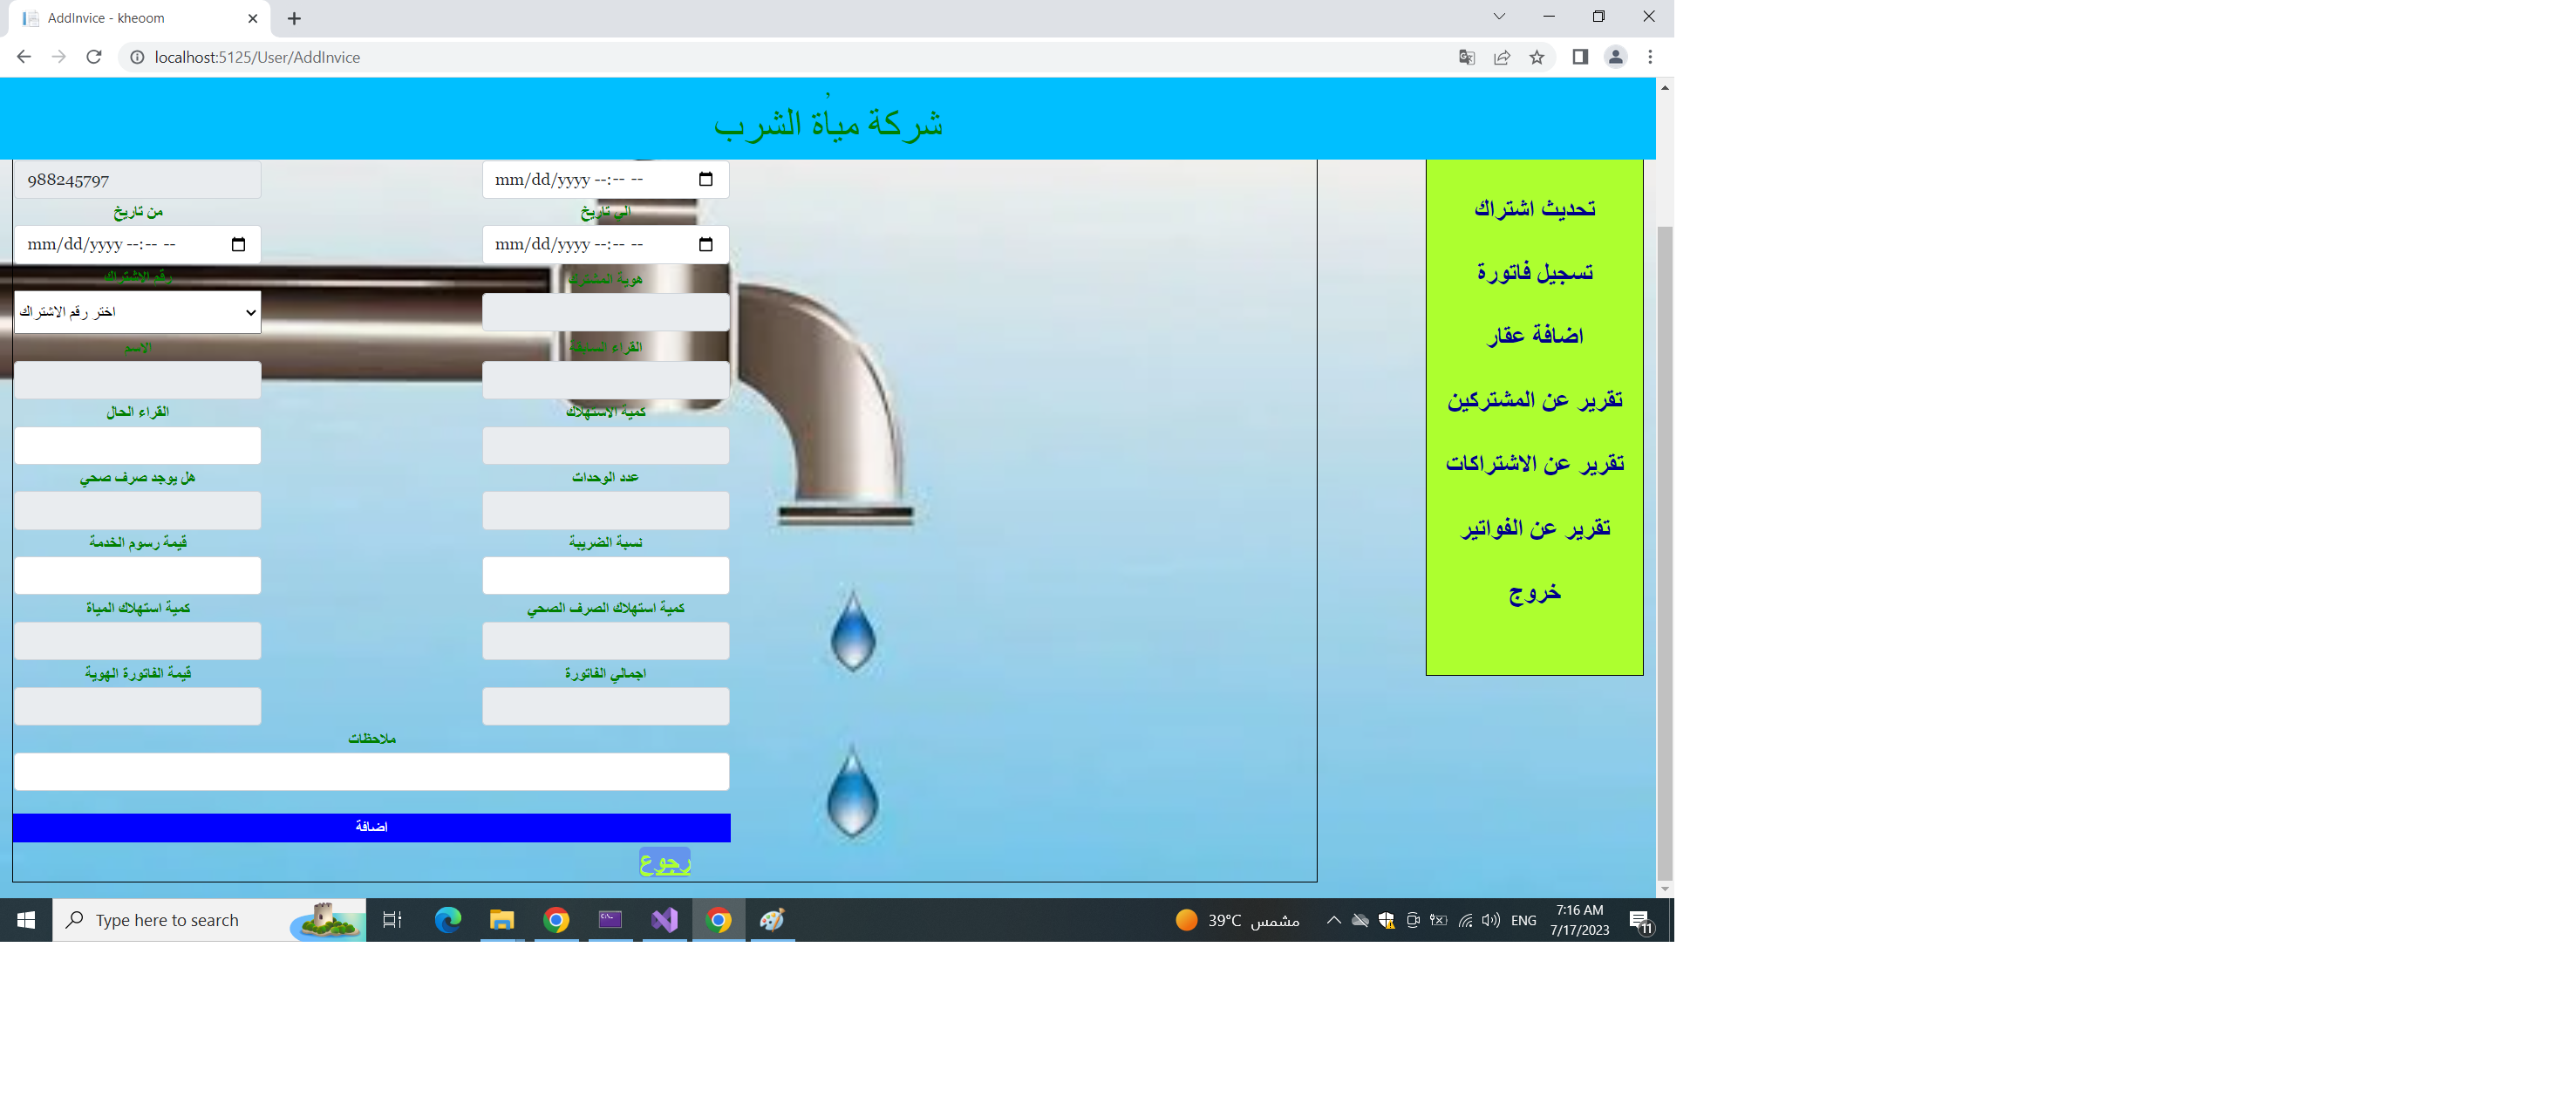 AddInvice - kheoom
localhost:5125/User/AddInvice
شركة مياُة الشرب
988245797
mm/dd/yyyy --:-- --
من تاريخ
الي تاريخ
mm/dd/yyyy --:-- --
mm/dd/yyyy --:-- --
رقم الاشتراك
هوية المشترك
اختر رقم الاشتراك
الاسم
القراء السابقة
القراء الحال
كمية الاستهلاك
هل يوجد صرف صحي
عدد الوحدات
قيمة رسوم الخدمة
نسبة الضريبة
كمية استهلاك المياة
كمية استهلاك الصرف الصحي
قيمة الفاتورة الهوية
اجمالي الفاتورة
ملاحظات
اضافة
رجوع
تحديث اشتراك
تسجيل فاتورة
اضافة عقار
تقرير عن المشتركين
تقرير عن الاشتراكات
تقرير عن الفواتير
خروج
Type here to search
39°C مشمس
ENG
7:16 AM
7/17/2023
11